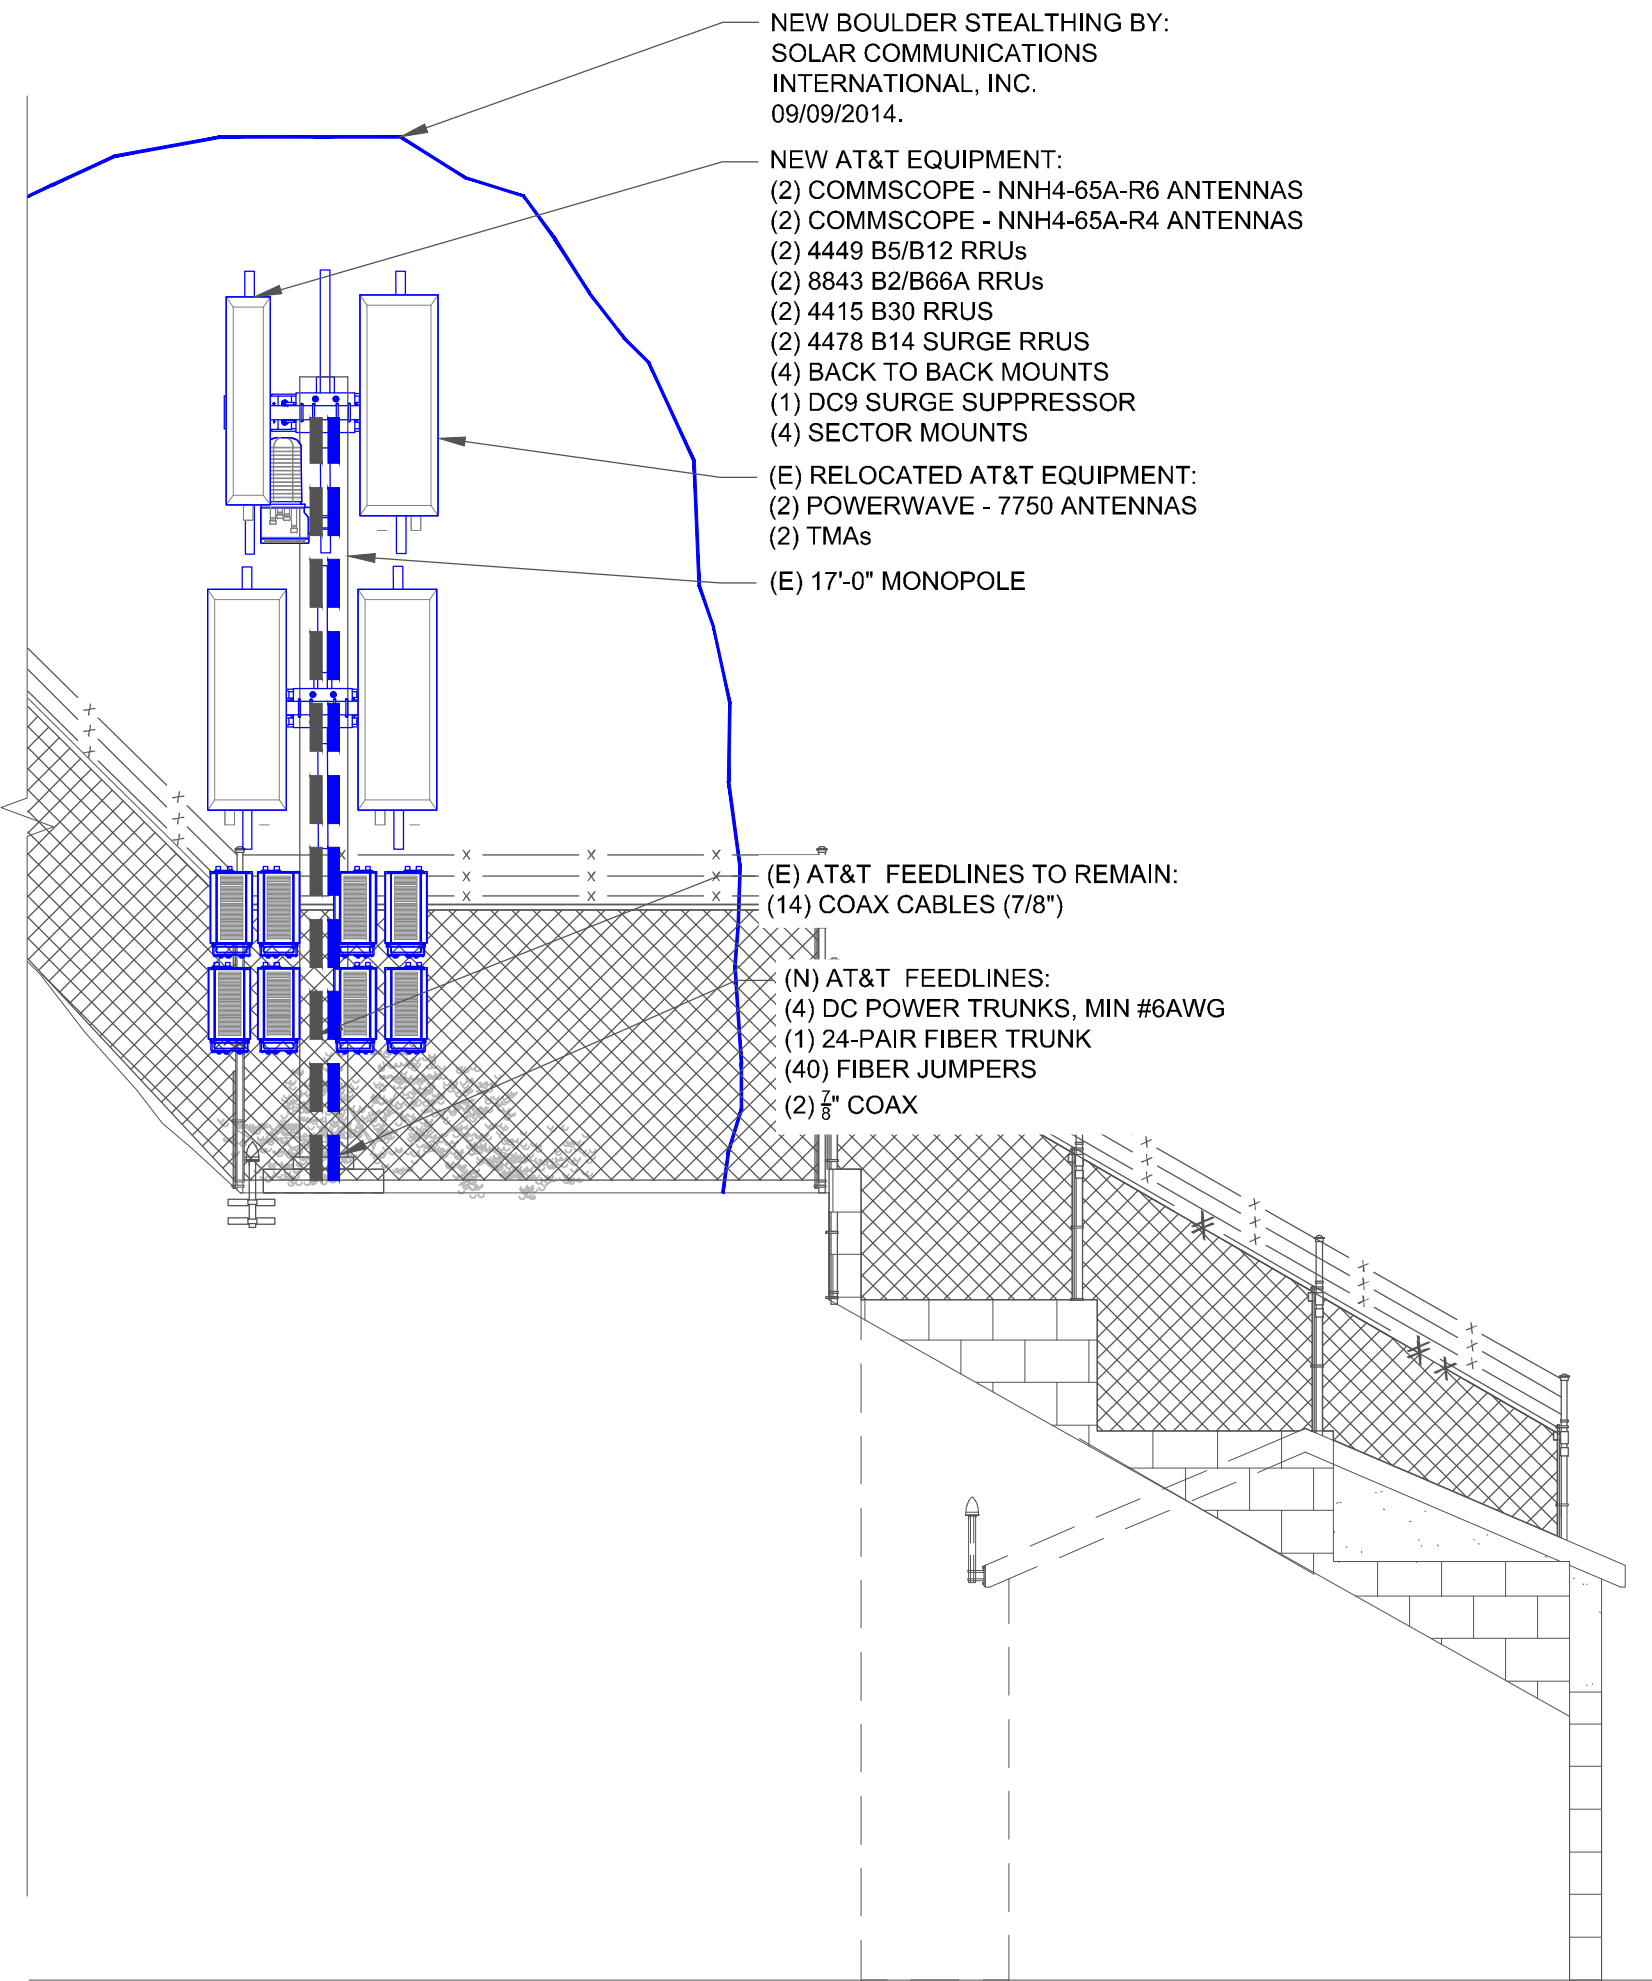 NEW BOULDER STEALTHING BY:
SOLAR COMMUNICATIONS
INTERNATIONAL, INC.
09/09/2014.
NEW AT&T EQUIPMENT:
(2) COMMSCOPE - NNH4-65A-R6 ANTENNAS
(2) COMMSCOPE - NNH4-65A-R4 ANTENNAS
(2) 4449 B5/B12 RRUs
(2) 8843 B2/B66A RRUs
(2) 4415 B30 RRUS
(2) 4478 B14 SURGE RRUS
(4) BACK TO BACK MOUNTS
(1) DC9 SURGE SUPPRESSOR
(4) SECTOR MOUNTS
(E) RELOCATED AT&T EQUIPMENT:
(2) POWERWAVE - 7750 ANTENNAS
(2) TMAs
(E) 17'-0" MONOPOLE
(E) AT&T FEEDLINES TO REMAIN:
(14) COAX CABLES (7/8")
(N) AT&T FEEDLINES:
(4) DC POWER TRUNKS, MIN #6AWG
(1) 24-PAIR FIBER TRUNK
(40) FIBER JUMPERS
(2) 7/8" COAX